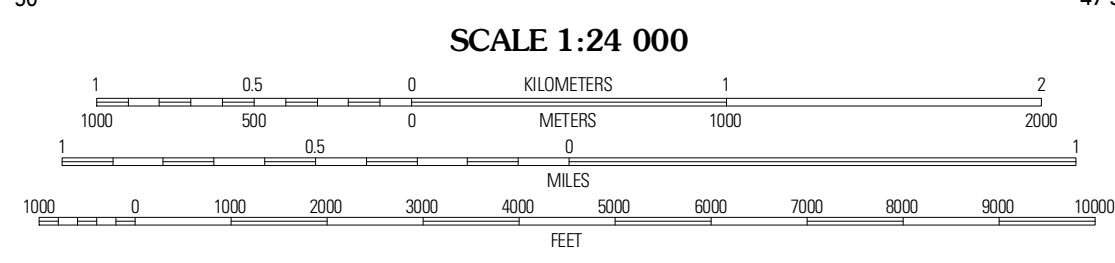 SCALE 1:24 000
1 0.5 0 KILOMETERS 1 2
1000 500 0 METERS 1000 2000
1 0.5 0 1
MILES
1000 0 1000 2000 3000 4000 5000 6000 7000 8000 9000 10000
FEET